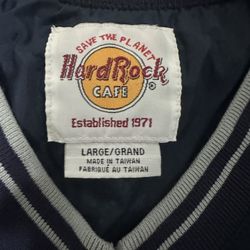 SAVE THE PLANET
Hard Rock
CAFE
®
Established 1971
LARGE/GRAND
MADE IN TAIWAN
FABRIQUÉ AU TAIWAN